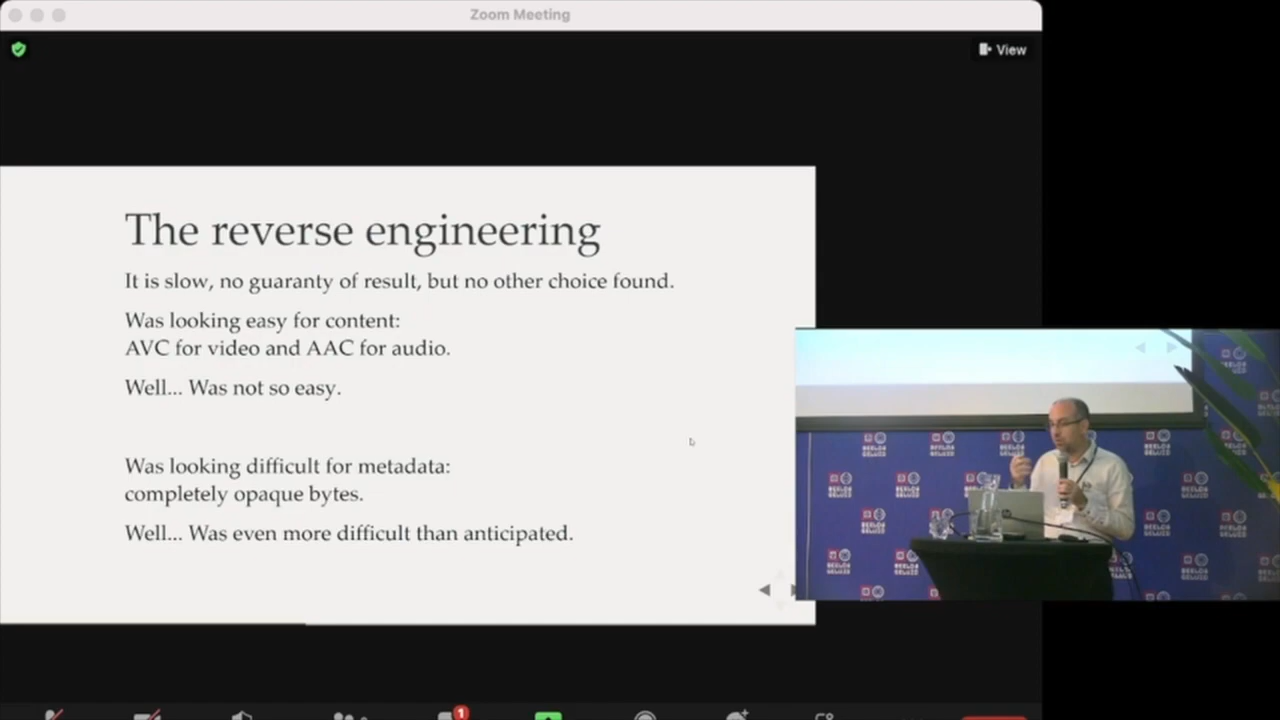 Zoom Meeting
View
The reverse engineering
It is slow, no guaranty of result, but no other choice found.
Was looking easy for content:
AVC for video and AAC for audio.
Well... Was not so easy.
Was looking difficult for metadata:
completely opaque bytes.
Well... Was even more difficult than anticipated.
BEELD&
GELUID
1